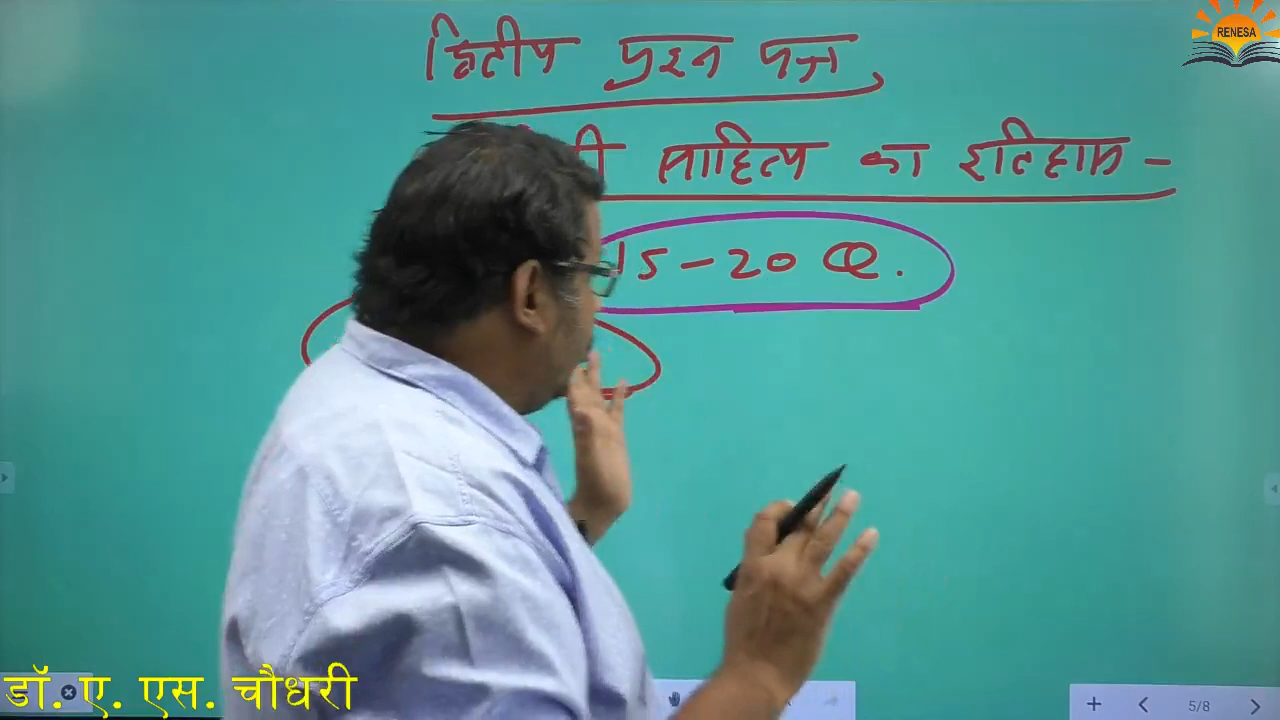 RENESA
द्वितीय प्रश्न पत्र
साहित्य का इतिहास -
15-20 Q.
डॉ. ए. एस. चौधरी
5/8